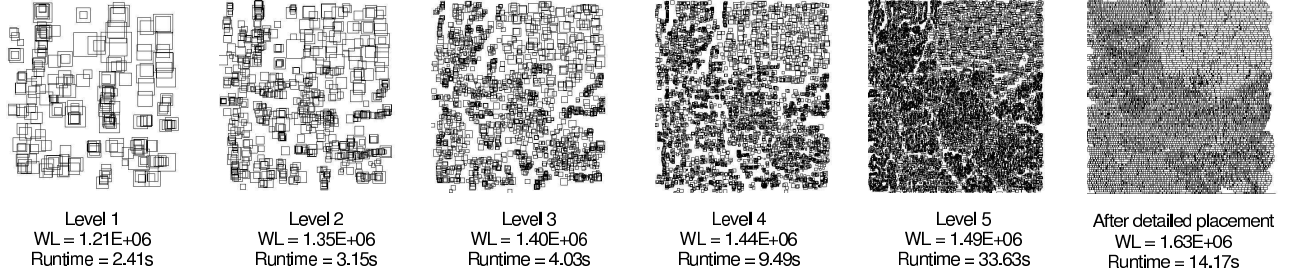 Level 1
WL = 1.21E+06
Runtime = 2.41s
Level 2
WL = 1.35E+06
Runtime = 3.15s
Level 3
WL = 1.40E+06
Runtime = 4.03s
Level 4
WL = 1.44E+06
Runtime = 9.49s
Level 5
WL = 1.49E+06
Runtime = 33.63s
After detailed placement
WL = 1.63E+06
Runtime = 14.17s